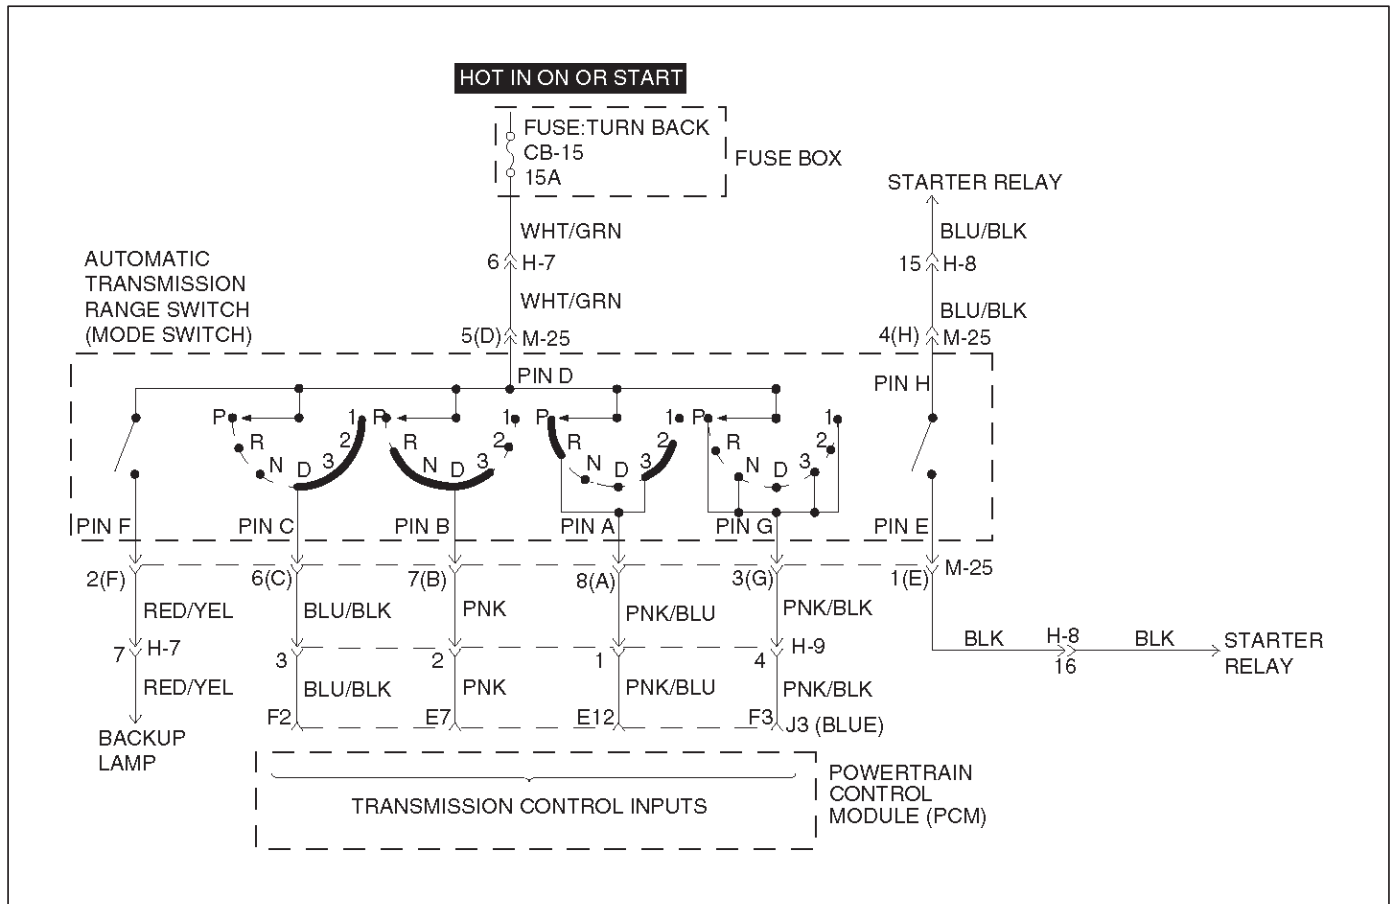 HOT IN ON OR START
FUSE:TURN BACK
CB-15
15A
FUSE BOX
STARTER RELAY
WHT/GRN
BLU/BLK
6 H-7
15 H-8
AUTOMATIC
TRANSMISSION
RANGE SWITCH
(MODE SWITCH)
WHT/GRN
BLU/BLK
5(D) M-25
4(H) M-25
PIN D
PIN H
P 1 P 1 P 1 P 1
R 2 R 2 R 2 R 2
N D 3 N D 3 N D 3 N D 3
PIN F PIN C PIN B PIN A PIN G PIN E
2(F) 6(C) 7(B) 8(A) 3(G) 1(E) M-25
RED/YEL BLU/BLK PNK PNK/BLU PNK/BLK
BLK H-8 BLK STARTER
RELAY
16
7 H-7 3 2 1 4 H-9
RED/YEL BLU/BLK PNK PNK/BLU PNK/BLK
F2 E7 E12 F3 J3 (BLUE)
BACKUP
LAMP
TRANSMISSION CONTROL INPUTS
POWERTRAIN
CONTROL
MODULE (PCM)